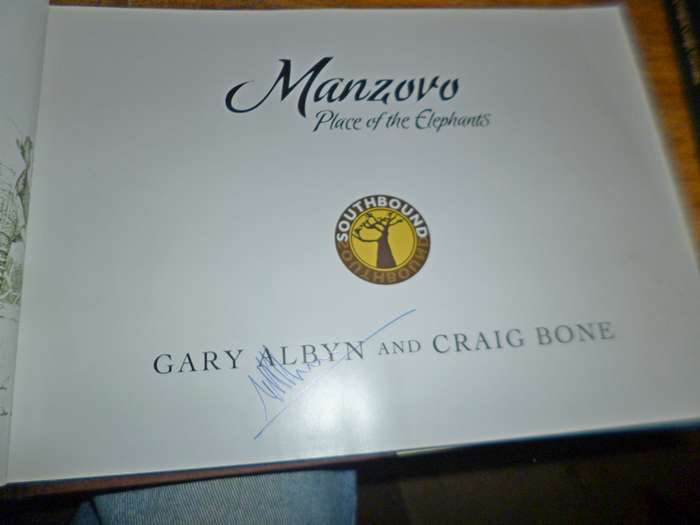 Manzovo
Place of the Elephants
SOUTHBOUND
SOUTHBOUND
GARY ALBYN AND CRAIG BONE